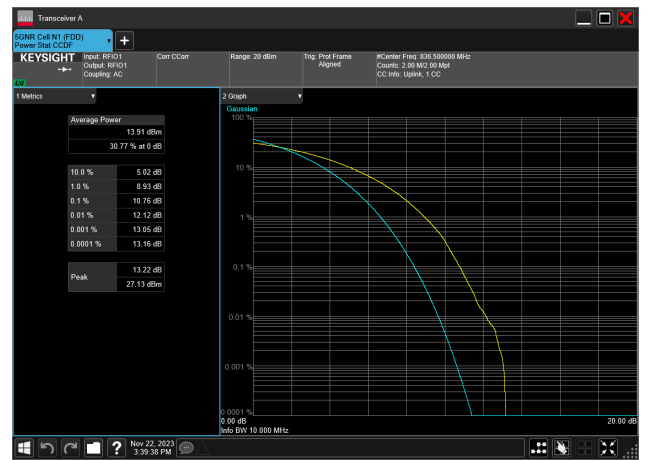 Transceiver A
5GNR Cell N1 (FDD)
Power Stat CCDF
KEYSIGHT
LXI
Input: RFIO1
Output: RFIO1
Coupling: AC
Corr CCorr
Range: 20 dBm
Trig: Prot Frame
Aligned
#Center Freq: 836.500000 MHz
Counts: 2.00 M/2.00 Mpt
CC Info: Uplink, 1 CC
1 Metrics
Average Power
13.91 dBm
30.77 % at 0 dB
10.0 % 5.02 dB
1.0 % 8.93 dB
0.1 % 10.76 dB
0.01 % 12.12 dB
0.001 % 13.05 dB
0.0001 % 13.16 dB
Peak 13.22 dB
27.13 dBm
2 Graph
Gaussian
100 %
10 %
1 %
0.1 %
0.01 %
0.001 %
0.0001 %
0.00 dB 20.00 dB
Info BW 10.000 MHz
Nov 22, 2023
3:39:38 PM